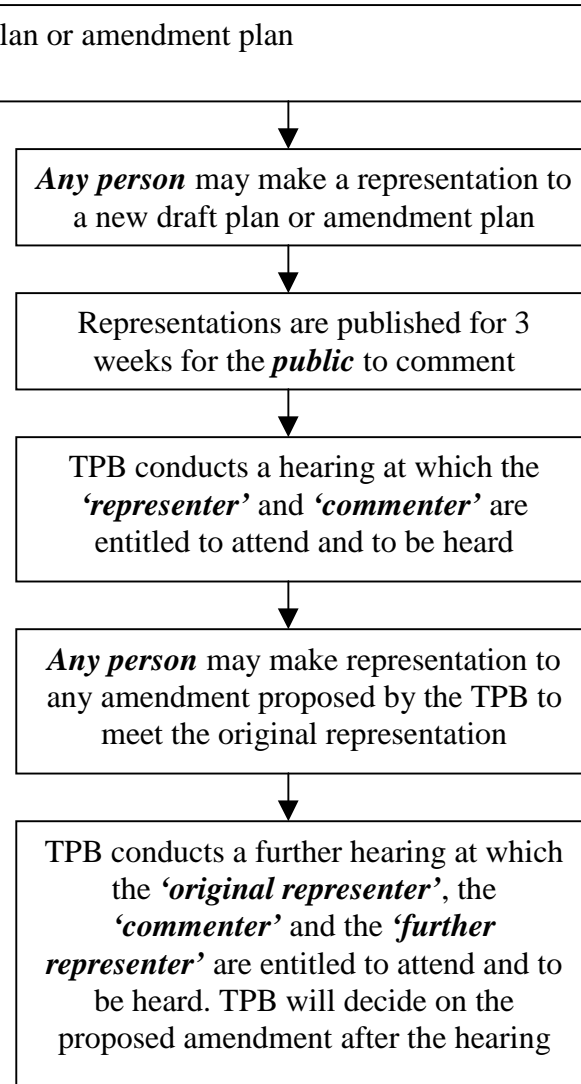 lan or amendment plan
Any person may make a representation to
a new draft plan or amendment plan
Representations are published for 3
weeks for the public to comment
TPB conducts a hearing at which the
‘representer’ and ‘commenter’ are
entitled to attend and to be heard
Any person may make representation to
any amendment proposed by the TPB to
meet the original representation
TPB conducts a further hearing at which
the ‘original representer’, the
‘commenter’ and the ‘further
representer’ are entitled to attend and to
be heard. TPB will decide on the
proposed amendment after the hearing